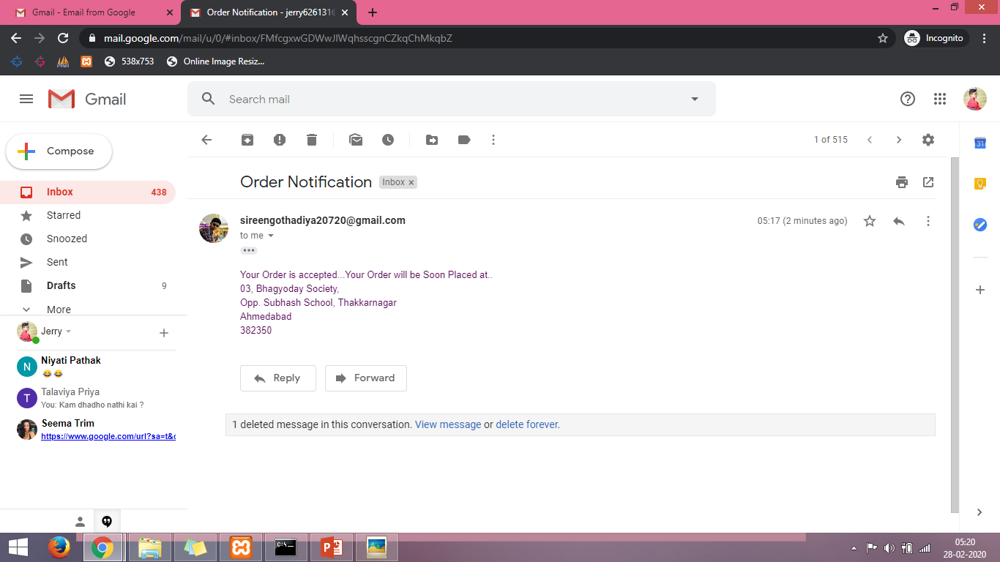 Gmail - Email from Google
Order Notification - jerry626131@
mail.google.com/mail/u/0/#inbox/FMfcgxwGDWwJlWqhsscgnCZkqChMkqbZ
Incognito
538x753
Online Image Resiz...
Gmail
Search mail
Compose
1 of 515
31
Inbox
438
Starred
Snoozed
Sent
Drafts
9
More
Order Notification
Inbox x
sireengothadiya20720@gmail.com
05:17 (2 minutes ago)
to me
Your Order is accepted...Your Order will be Soon Placed at..
03, Bhagyoday Society,
Opp. Subhash School, Thakkarnagar
Ahmedabad
382350
Reply
Forward
1 deleted message in this conversation. View message or delete forever.
Jerry
N
Niyati Pathak
😂😂
T
Talaviya Priya
You: Kam dhadho nathi kai ?
Seema Trim
https://www.google.com/url?sa=t&
C:\_
05:20
28-02-2020